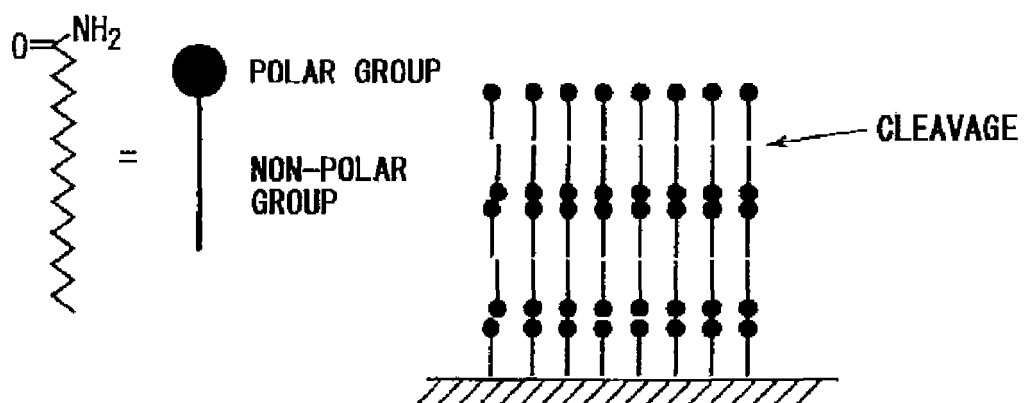 O=
NH2
POLAR GROUP
=
NON-POLAR
GROUP
CLEAVAGE